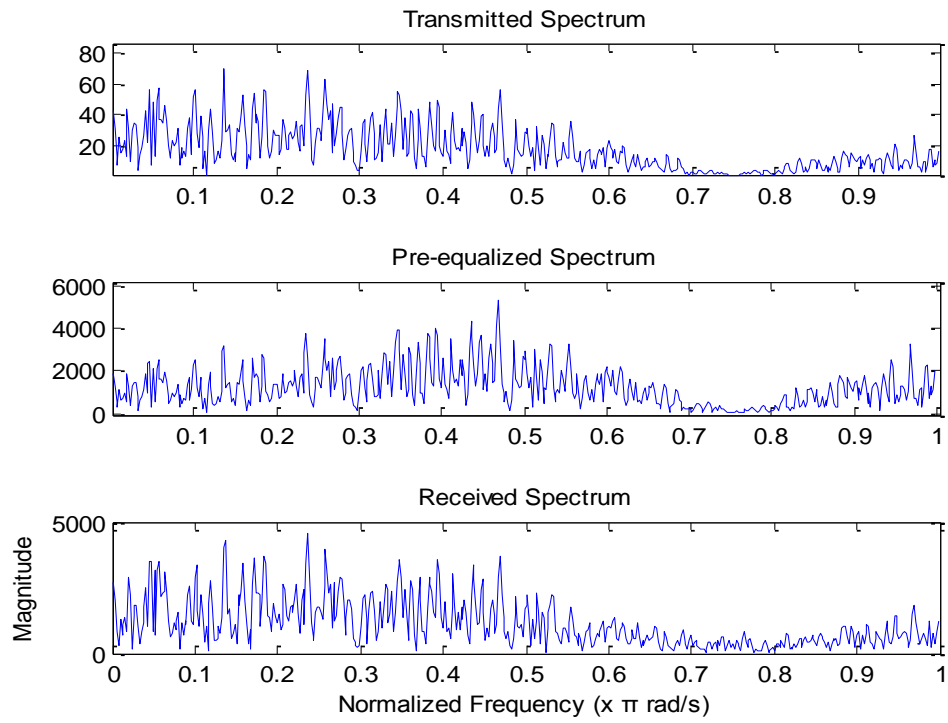 Transmitted Spectrum
80
60
40
20
0.1 0.2 0.3 0.4 0.5 0.6 0.7 0.8 0.9
Pre-equalized Spectrum
6000
4000
2000
0
0.1 0.2 0.3 0.4 0.5 0.6 0.7 0.8 0.9 1
Received Spectrum
5000
Magnitude
0
0 0.1 0.2 0.3 0.4 0.5 0.6 0.7 0.8 0.9 1
Normalized Frequency (x π rad/s)